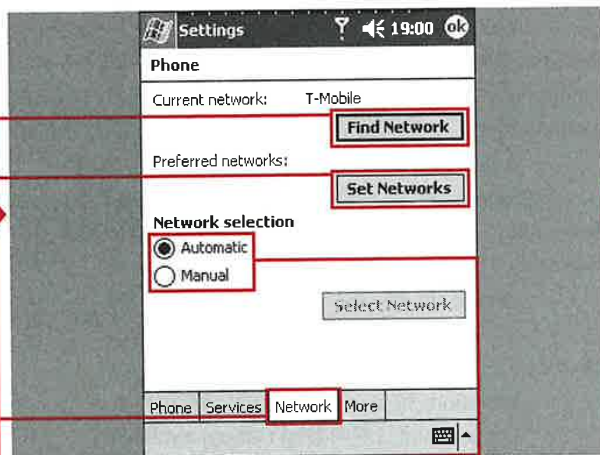 Settings 19:00 ok
Phone
Current network: T-Mobile
Find Network
Preferred networks:
Set Networks
Network selection
Automatic
Manual
Select Network
Phone Services Network More